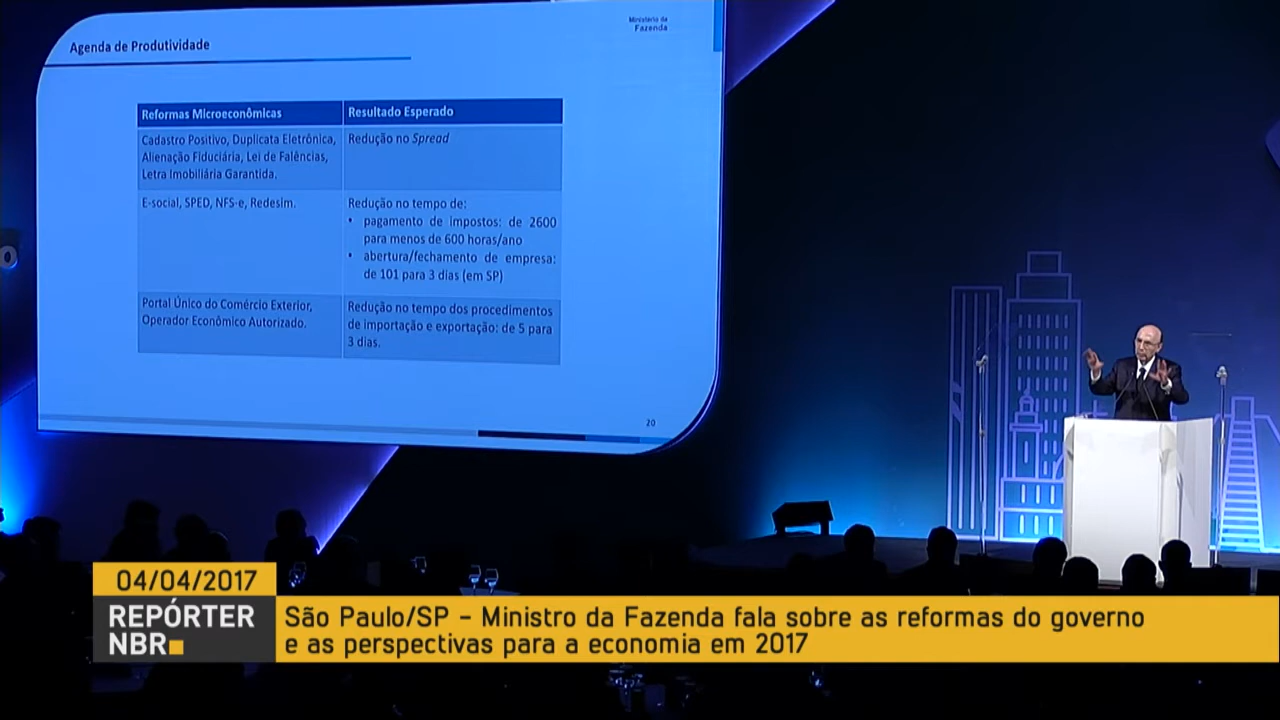 Ministério da
Fazenda
Agenda de Produtividade
Reformas Microeconômicas
Resultado Esperado
Cadastro Positivo, Duplicata Eletrônica,
Alienação Fiduciária, Lei de Falências,
Letra Imobiliária Garantida.
Redução no Spread
E-social, SPED, NFS-e, Redesim.
Redução no tempo de:
• pagamento de impostos: de 2600
para menos de 600 horas/ano
• abertura/fechamento de empresa:
de 101 para 3 dias (em SP)
Portal Único do Comércio Exterior,
Operador Econômico Autorizado.
Redução no tempo dos procedimentos
de importação e exportação: de 5 para
3 dias.
20
04/04/2017
REPÓRTER
NBR
São Paulo/SP – Ministro da Fazenda fala sobre as reformas do governo
e as perspectivas para a economia em 2017